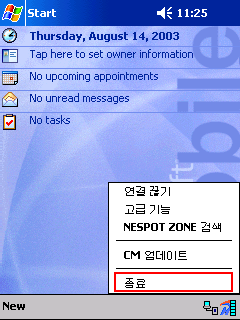 Start
11:25
Thursday, August 14, 2003
Tap here to set owner information
No upcoming appointments
No unread messages
No tasks
연결 끊기
고급 기능
NESPOT ZONE 검색
CM 업데이트
종료
New